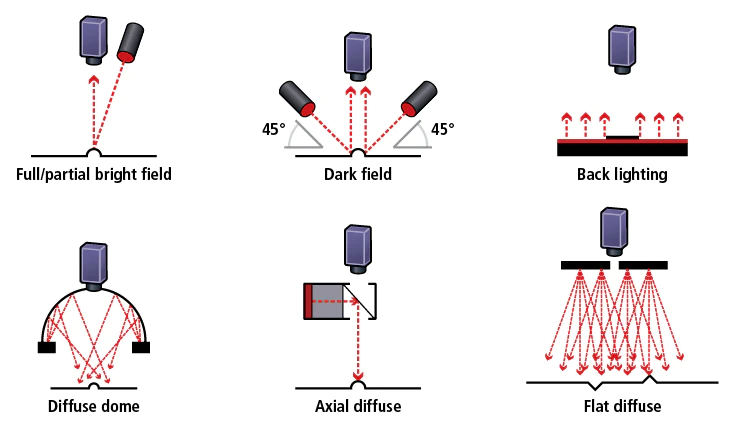 45°
45°
Full/partial bright field
Dark field
Back lighting
Diffuse dome
Axial diffuse
Flat diffuse